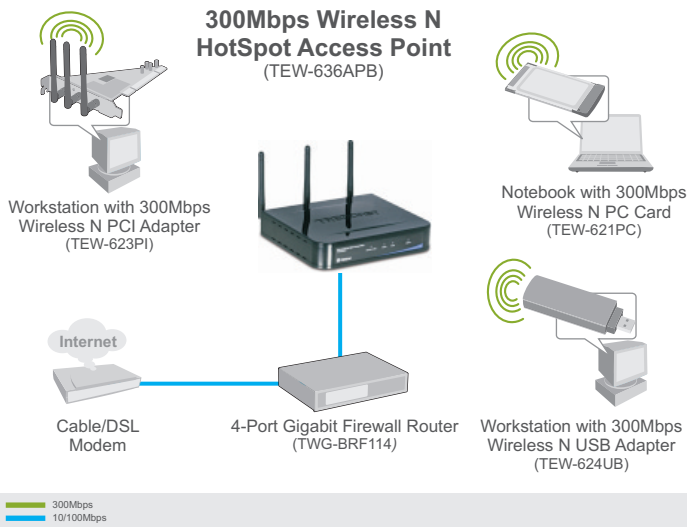 300Mbps Wireless N
HotSpot Access Point
(TEW-636APB)
Workstation with 300Mbps
Wireless N PCI Adapter
(TEW-623PI)
Notebook with 300Mbps
Wireless N PC Card
(TEW-621PC)
TRENDNET
Internet
Cable/DSL
Modem
4-Port Gigabit Firewall Router
(TWG-BRF114)
Workstation with 300Mbps
Wireless N USB Adapter
(TEW-624UB)
300Mbps
10/100Mbps